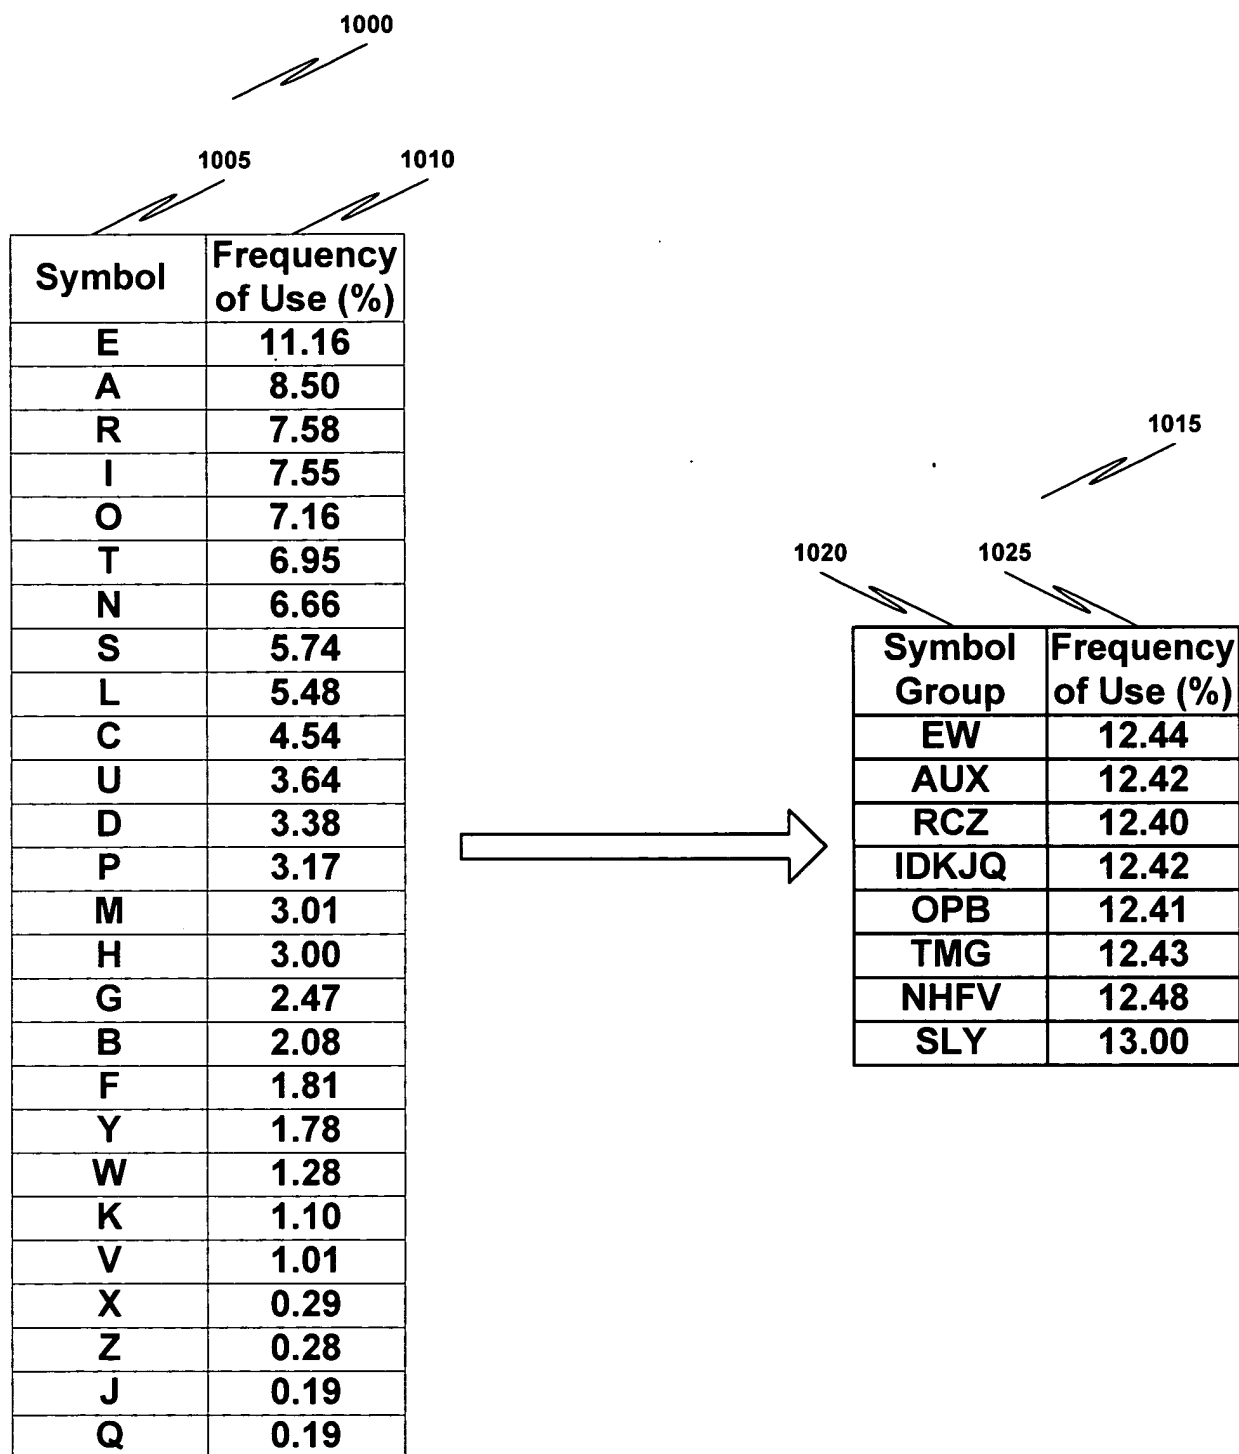 1000
1005 1010
Symbol Frequency of Use (%)
E 11.16
A 8.50
R 7.58
I 7.55
O 7.16
T 6.95
N 6.66
S 5.74
L 5.48
C 4.54
U 3.64
D 3.38
P 3.17
M 3.01
H 3.00
G 2.47
B 2.08
F 1.81
Y 1.78
W 1.28
K 1.10
V 1.01
X 0.29
Z 0.28
J 0.19
Q 0.19
1015
1020 1025
Symbol Group Frequency of Use (%)
EW 12.44
AUX 12.42
RCZ 12.40
IDKJQ 12.42
OPB 12.41
TMG 12.43
NHFV 12.48
SLY 13.00